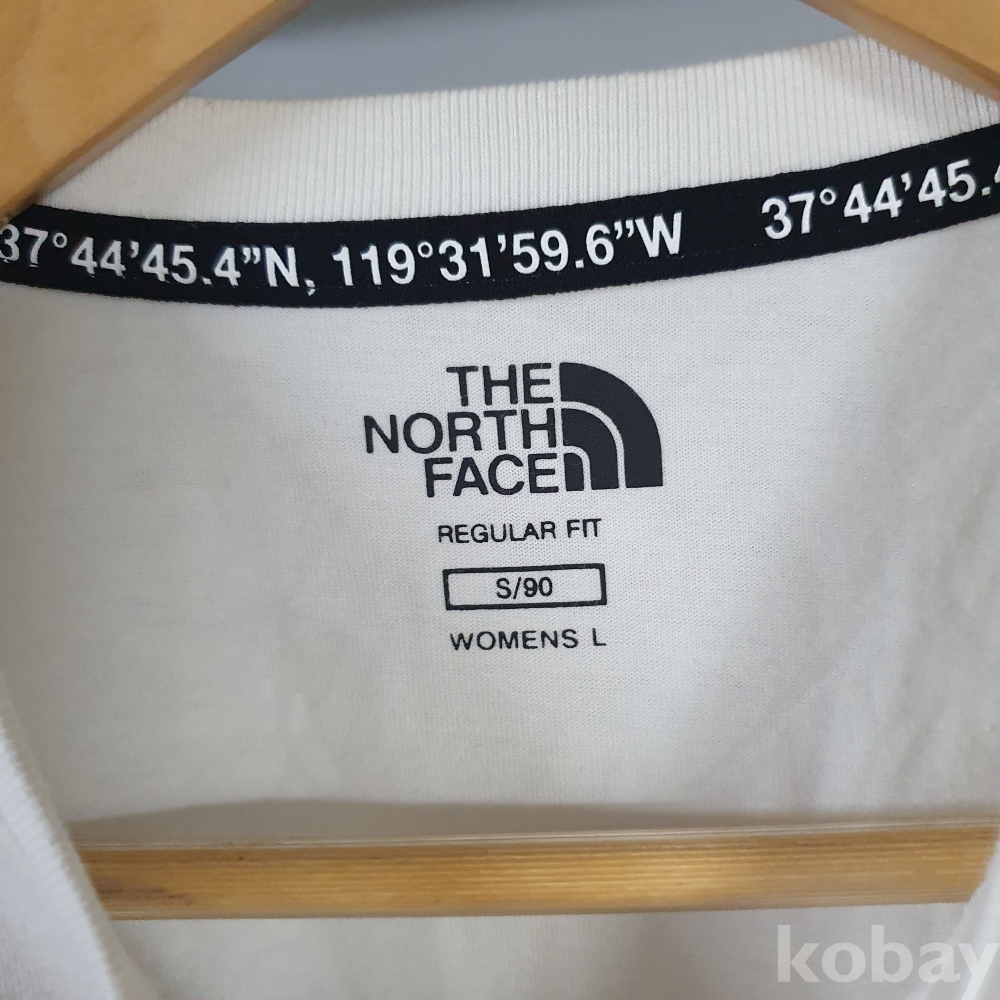 37°44'45.4”N, 119°31'59.6”W 37°44'45.4
THE
NORTH
FACE
REGULAR FIT
S/90
WOMENS L
kobay